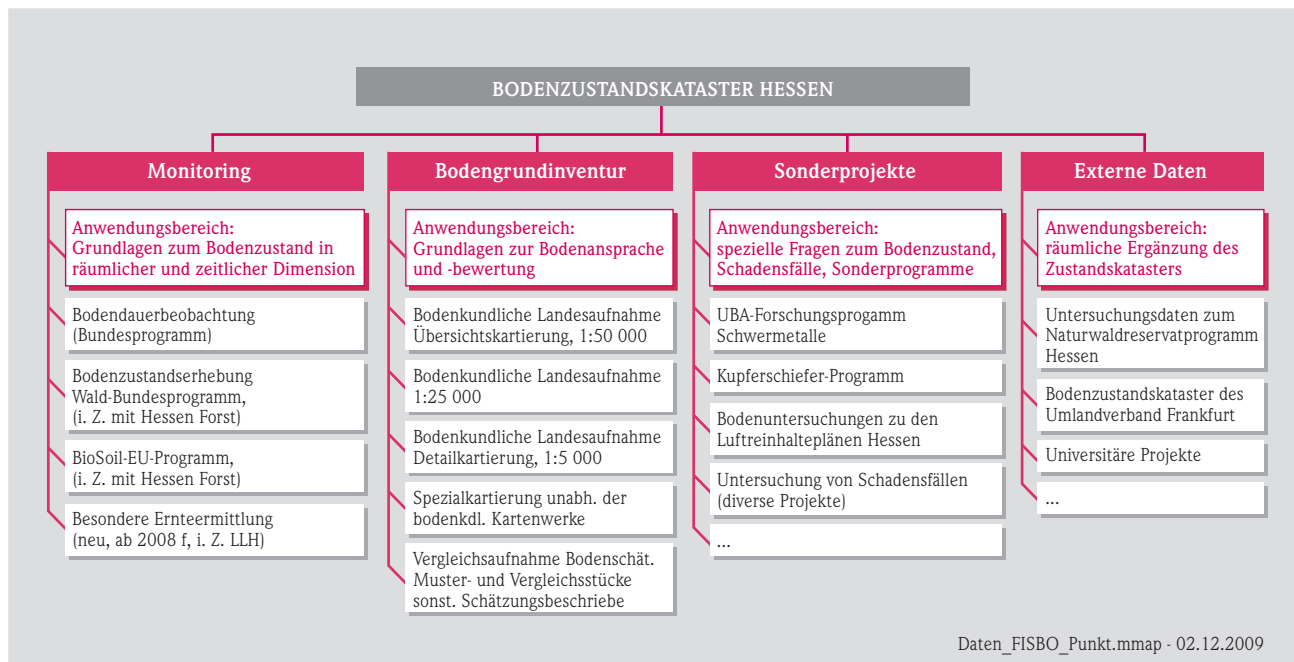 BODENZUSTANDSKATASTER HESSEN
Monitoring
Anwendungsbereich:
Grundlagen zum Bodenzustand in
räumlicher und zeitlicher Dimension
Bodendauerbeobachtung
(Bundesprogramm)
Bodenzustandserhebung
Wald-Bundesprogramm,
(i. Z. mit Hessen Forst)
BioSoil-EU-Programm,
(i. Z. mit Hessen Forst)
Besondere Ernteermittlung
(neu, ab 2008 f, i. Z. LLH)
Bodengrundinventur
Anwendungsbereich:
Grundlagen zur Bodenansprache
und -bewertung
Bodenkundliche Landesaufnahme
Übersichtskartierung, 1:50 000
Bodenkundliche Landesaufnahme
1:25 000
Bodenkundliche Landesaufnahme
Detailkartierung, 1:5 000
Spezialkartierung unabh. der
bodenkdl. Kartenwerke
Vergleichsaufnahme Bodenschät.
Muster- und Vergleichsstücke
sonst. Schätzungsbeschriebe
Sonderprojekte
Anwendungsbereich:
spezielle Fragen zum Bodenzustand,
Schadensfälle, Sonderprogramme
UBA-Forschungsprogamm
Schwermetalle
Kupferschiefer-Programm
Bodenuntersuchungen zu den
Luftreinhalteplänen Hessen
Untersuchung von Schadensfällen
(diverse Projekte)
...
Externe Daten
Anwendungsbereich:
räumliche Ergänzung des
Zustandskatasters
Untersuchungsdaten zum
Naturwaldreservatprogramm
Hessen
Bodenzustandskataster des
Umlandverband Frankfurt
Universitäre Projekte
...
Daten_FISBO_Punkt.mmap - 02.12.2009